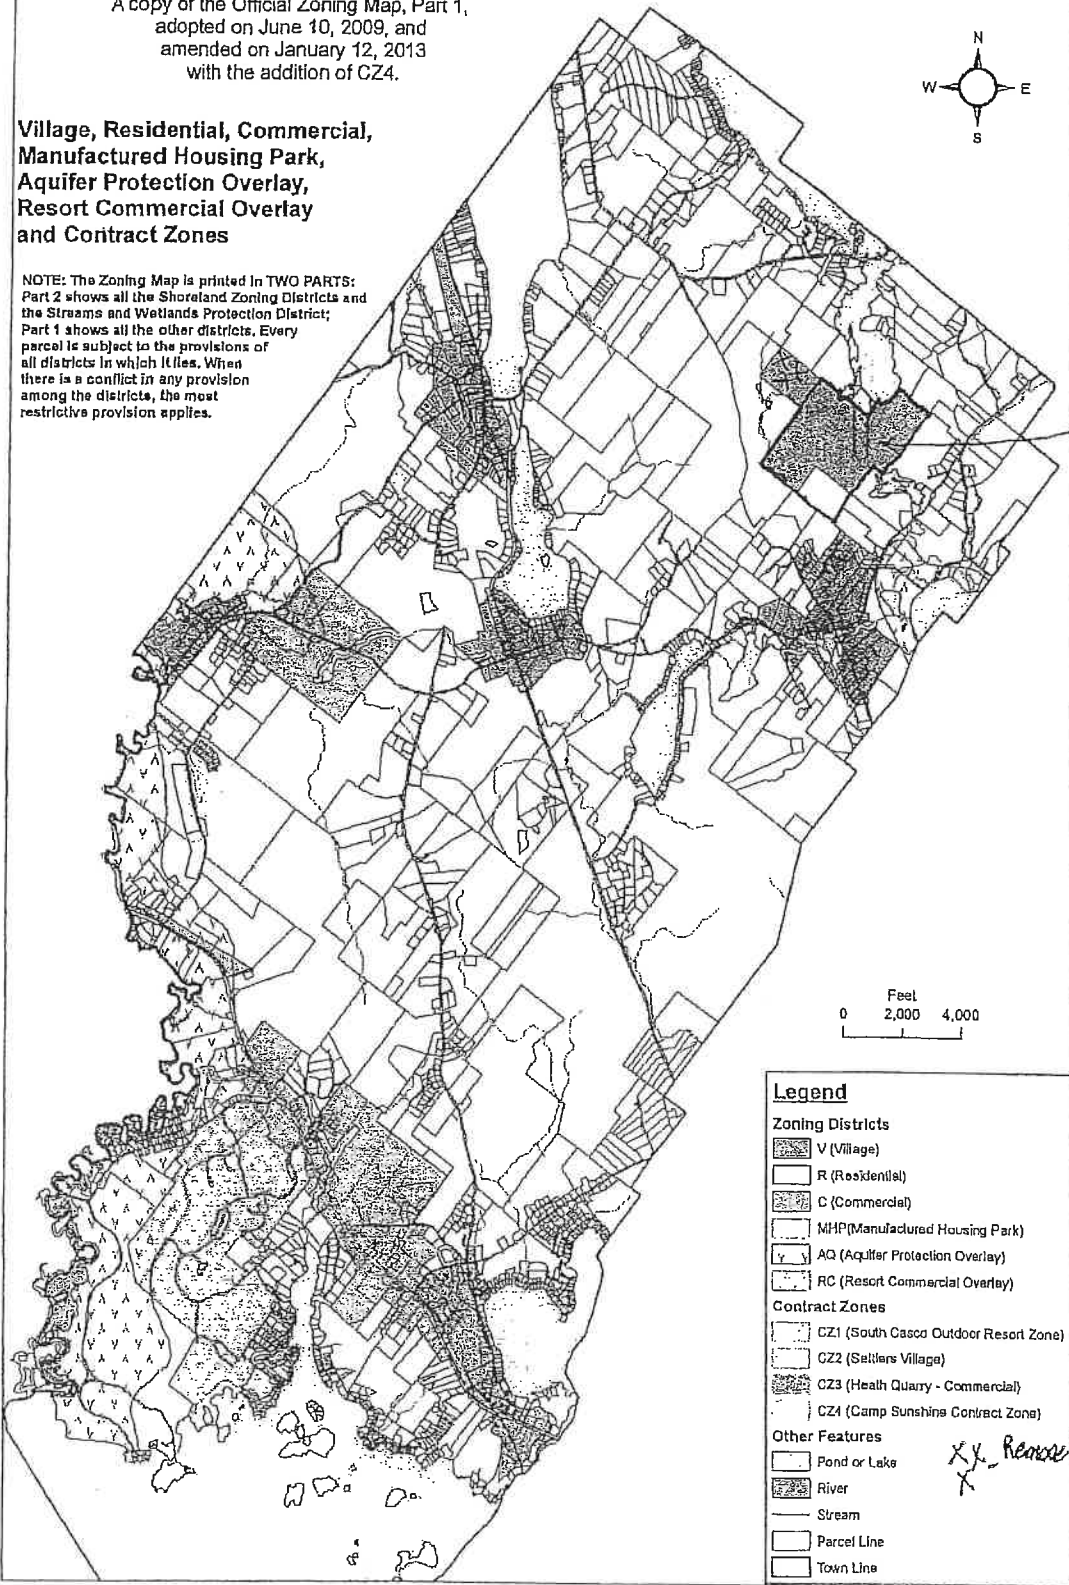 A copy of the Official Zoning Map, Part 1,
adopted on June 10, 2009, and
amended on January 12, 2013
with the addition of CZ4.
N
W
E
S
Village, Residential, Commercial,
Manufactured Housing Park,
Aquifer Protection Overlay,
Resort Commercial Overlay
and Contract Zones
NOTE: The Zoning Map is printed in TWO PARTS:
Part 2 shows all the Shoreland Zoning Districts and
the Streams and Wetlands Protection District;
Part 1 shows all the other districts. Every
parcel is subject to the provisions of
all districts in which it lies. When
there is a conflict in any provision
among the districts, the most
restrictive provision applies.
Feet
0 2,000 4,000
Legend
Zoning Districts
V (Village)
R (Residential)
C (Commercial)
MHP(Manufactured Housing Park)
AQ (Aquifer Protection Overlay)
RC (Resort Commercial Overlay)
Contract Zones
CZ1 (South Casco Outdoor Resort Zone)
CZ2 (Settlers Village)
CZ3 (Heath Quarry - Commercial)
CZ4 (Camp Sunshine Contract Zone)
Other Features
Pond or Lake
XX - Remove
X
River
Stream
Parcel Line
Town Line